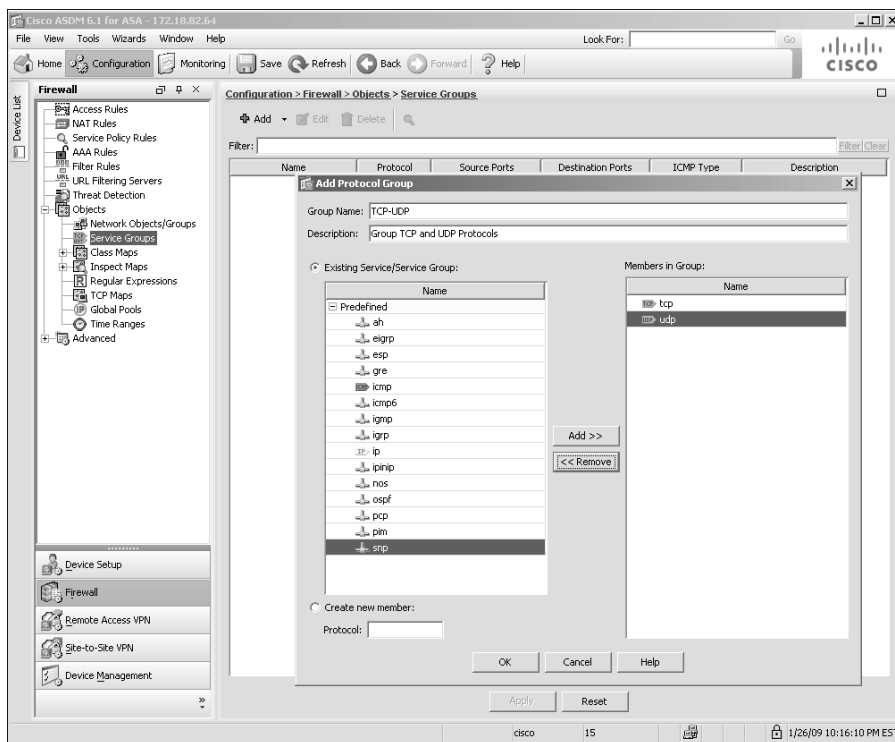 Cisco ASDM 6.1 for ASA - 172.18.82.64
File View Tools Wizards Window Help
Look For:
Go
Home Configuration Monitoring Save Refresh Back Forward Help
CISCO
Device List
Firewall
Access Rules
NAT Rules
Service Policy Rules
AAA Rules
Filter Rules
URL Filtering Servers
Threat Detection
Objects
Network Objects/Groups
Service Groups
Class Maps
Inspect Maps
Regular Expressions
TCP Maps
Global Pools
Time Ranges
Advanced
Device Setup
Firewall
Remote Access VPN
Site-to-Site VPN
Device Management
Configuration > Firewall > Objects > Service Groups
Add Edit Delete
Filter:
Filter Clear
Name Protocol Source Ports Destination Ports ICMP Type Description
Add Protocol Group
Group Name: TCP-UDP
Description: Group TCP and UDP Protocols
Existing Service/Service Group:
Name
Predefined
ah
eigrp
esp
gre
icmp
icmp6
igmp
igrp
ip
ipinip
nos
ospf
pcp
pim
snp
Create new member:
Protocol:
Add >>
<< Remove
Members in Group:
Name
tcp
udp
OK Cancel Help
Apply Reset
cisco 15 1/26/09 10:16:10 PM EST